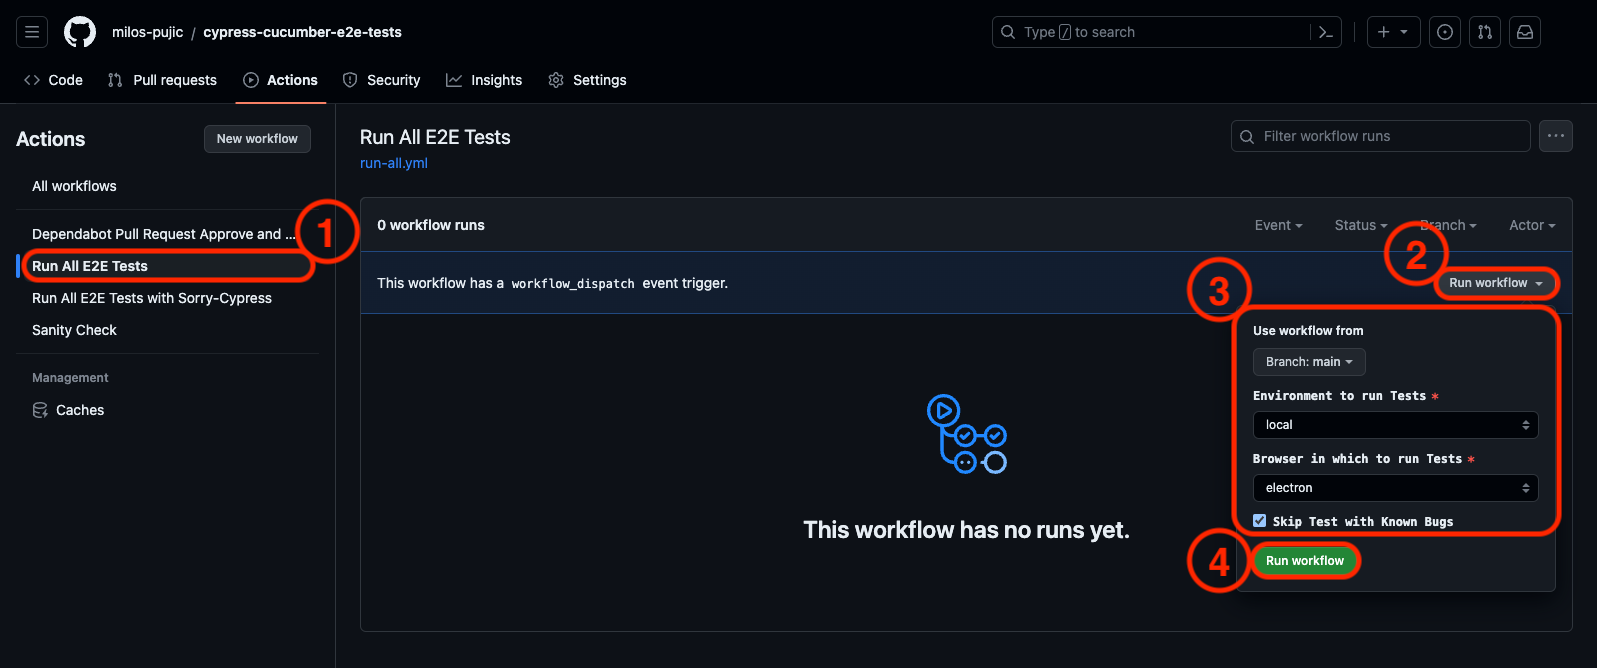 milos-pujic / cypress-cucumber-e2e-tests
Type / to search
Code Pull requests Actions Security Insights Settings
Actions
New workflow
All workflows
Dependabot Pull Request Approve and ...
1
Run All E2E Tests
Run All E2E Tests with Sorry-Cypress
Sanity Check
Management
Caches
Run All E2E Tests
run-all.yml
Filter workflow runs
0 workflow runs
Event Status Branch Actor
This workflow has a workflow_dispatch event trigger.
2
Run workflow
3
Use workflow from
Branch: main
Environment to run Tests *
local
Browser in which to run Tests *
electron
Skip Test with Known Bugs
4
Run workflow
This workflow has no runs yet.